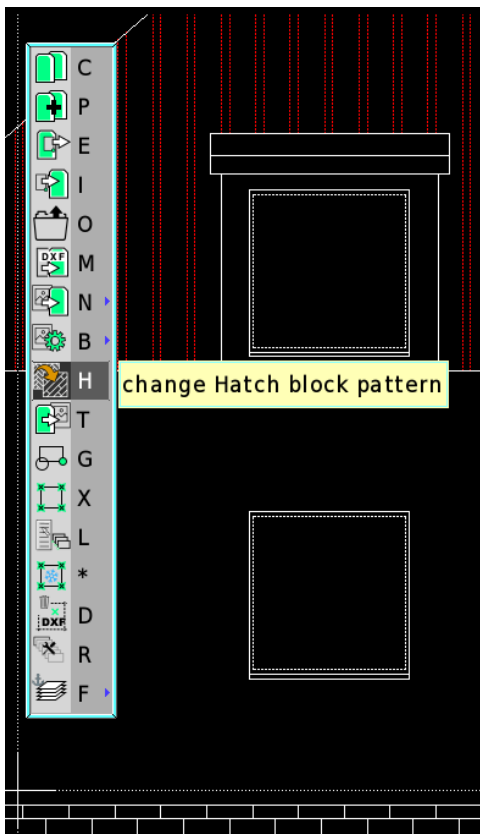 C
P
E
I
O
DXF M
N
B
H change Hatch block pattern
T
G
X
L
*
DXF D
R
F